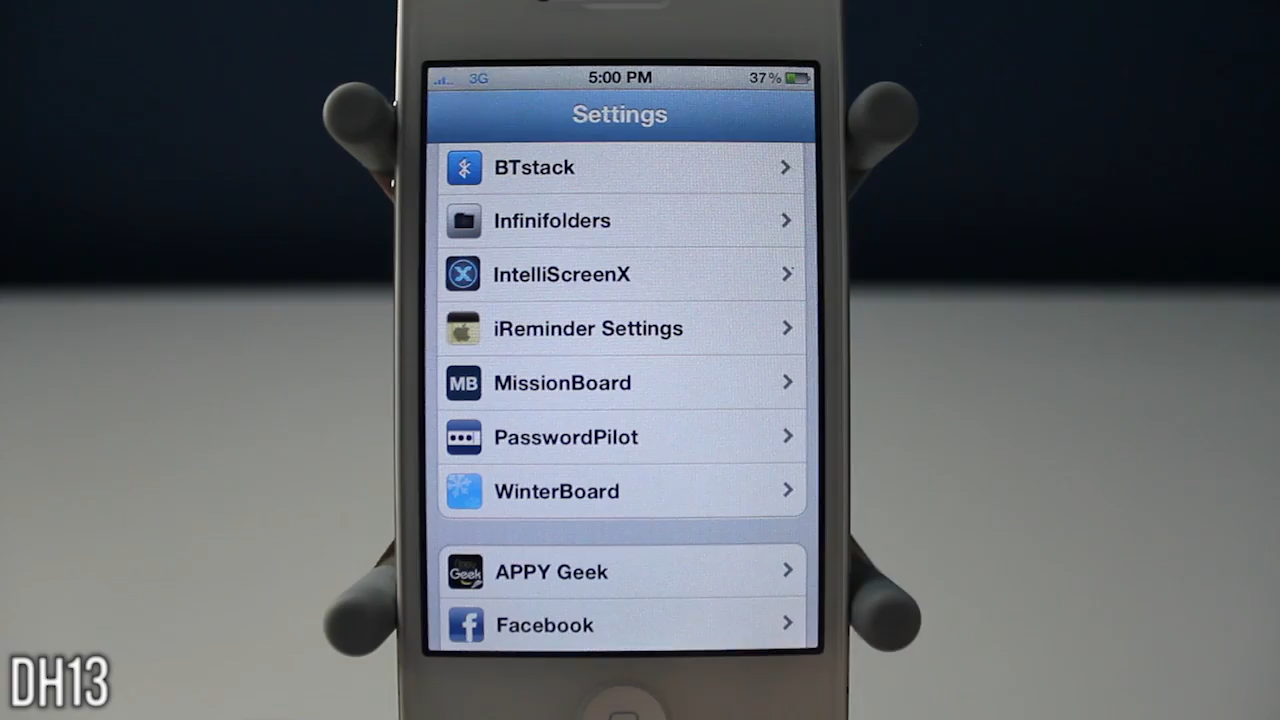 3G 5:00 PM 37%
Settings
BTstack
Infinifolders
IntelliScreenX
iReminder Settings
MB MissionBoard
PasswordPilot
WinterBoard
Geek APPY Geek
f Facebook
DH13